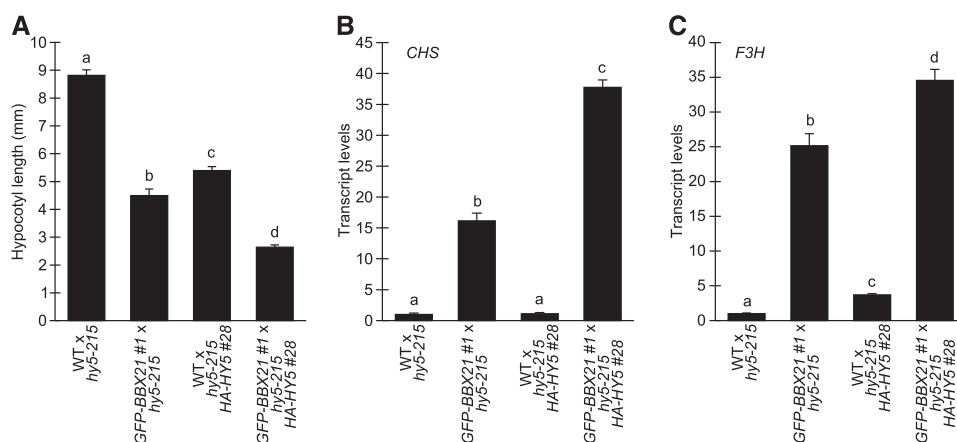 A
Hypocotyl length (mm)
10
9
8
7
6
5
4
3
2
1
0
a
b
c
d
WT x
hy5-215
GFP-BBX21 #1 x
hy5-215
WT x
hy5-215
HA-HY5 #28
GFP-BBX21 #1 x
hy5-215
HA-HY5 #28
B
CHS
Transcript levels
45
40
35
30
25
20
15
10
5
0
a
b
a
c
WT x
hy5-215
GFP-BBX21 #1 x
hy5-215
WT x
hy5-215
HA-HY5 #28
GFP-BBX21 #1 x
hy5-215
HA-HY5 #28
C
F3H
Transcript levels
40
35
30
25
20
15
10
5
0
a
b
c
d
WT x
hy5-215
GFP-BBX21 #1 x
hy5-215
WT x
hy5-215
HA-HY5 #28
GFP-BBX21 #1 x
hy5-215
HA-HY5 #28